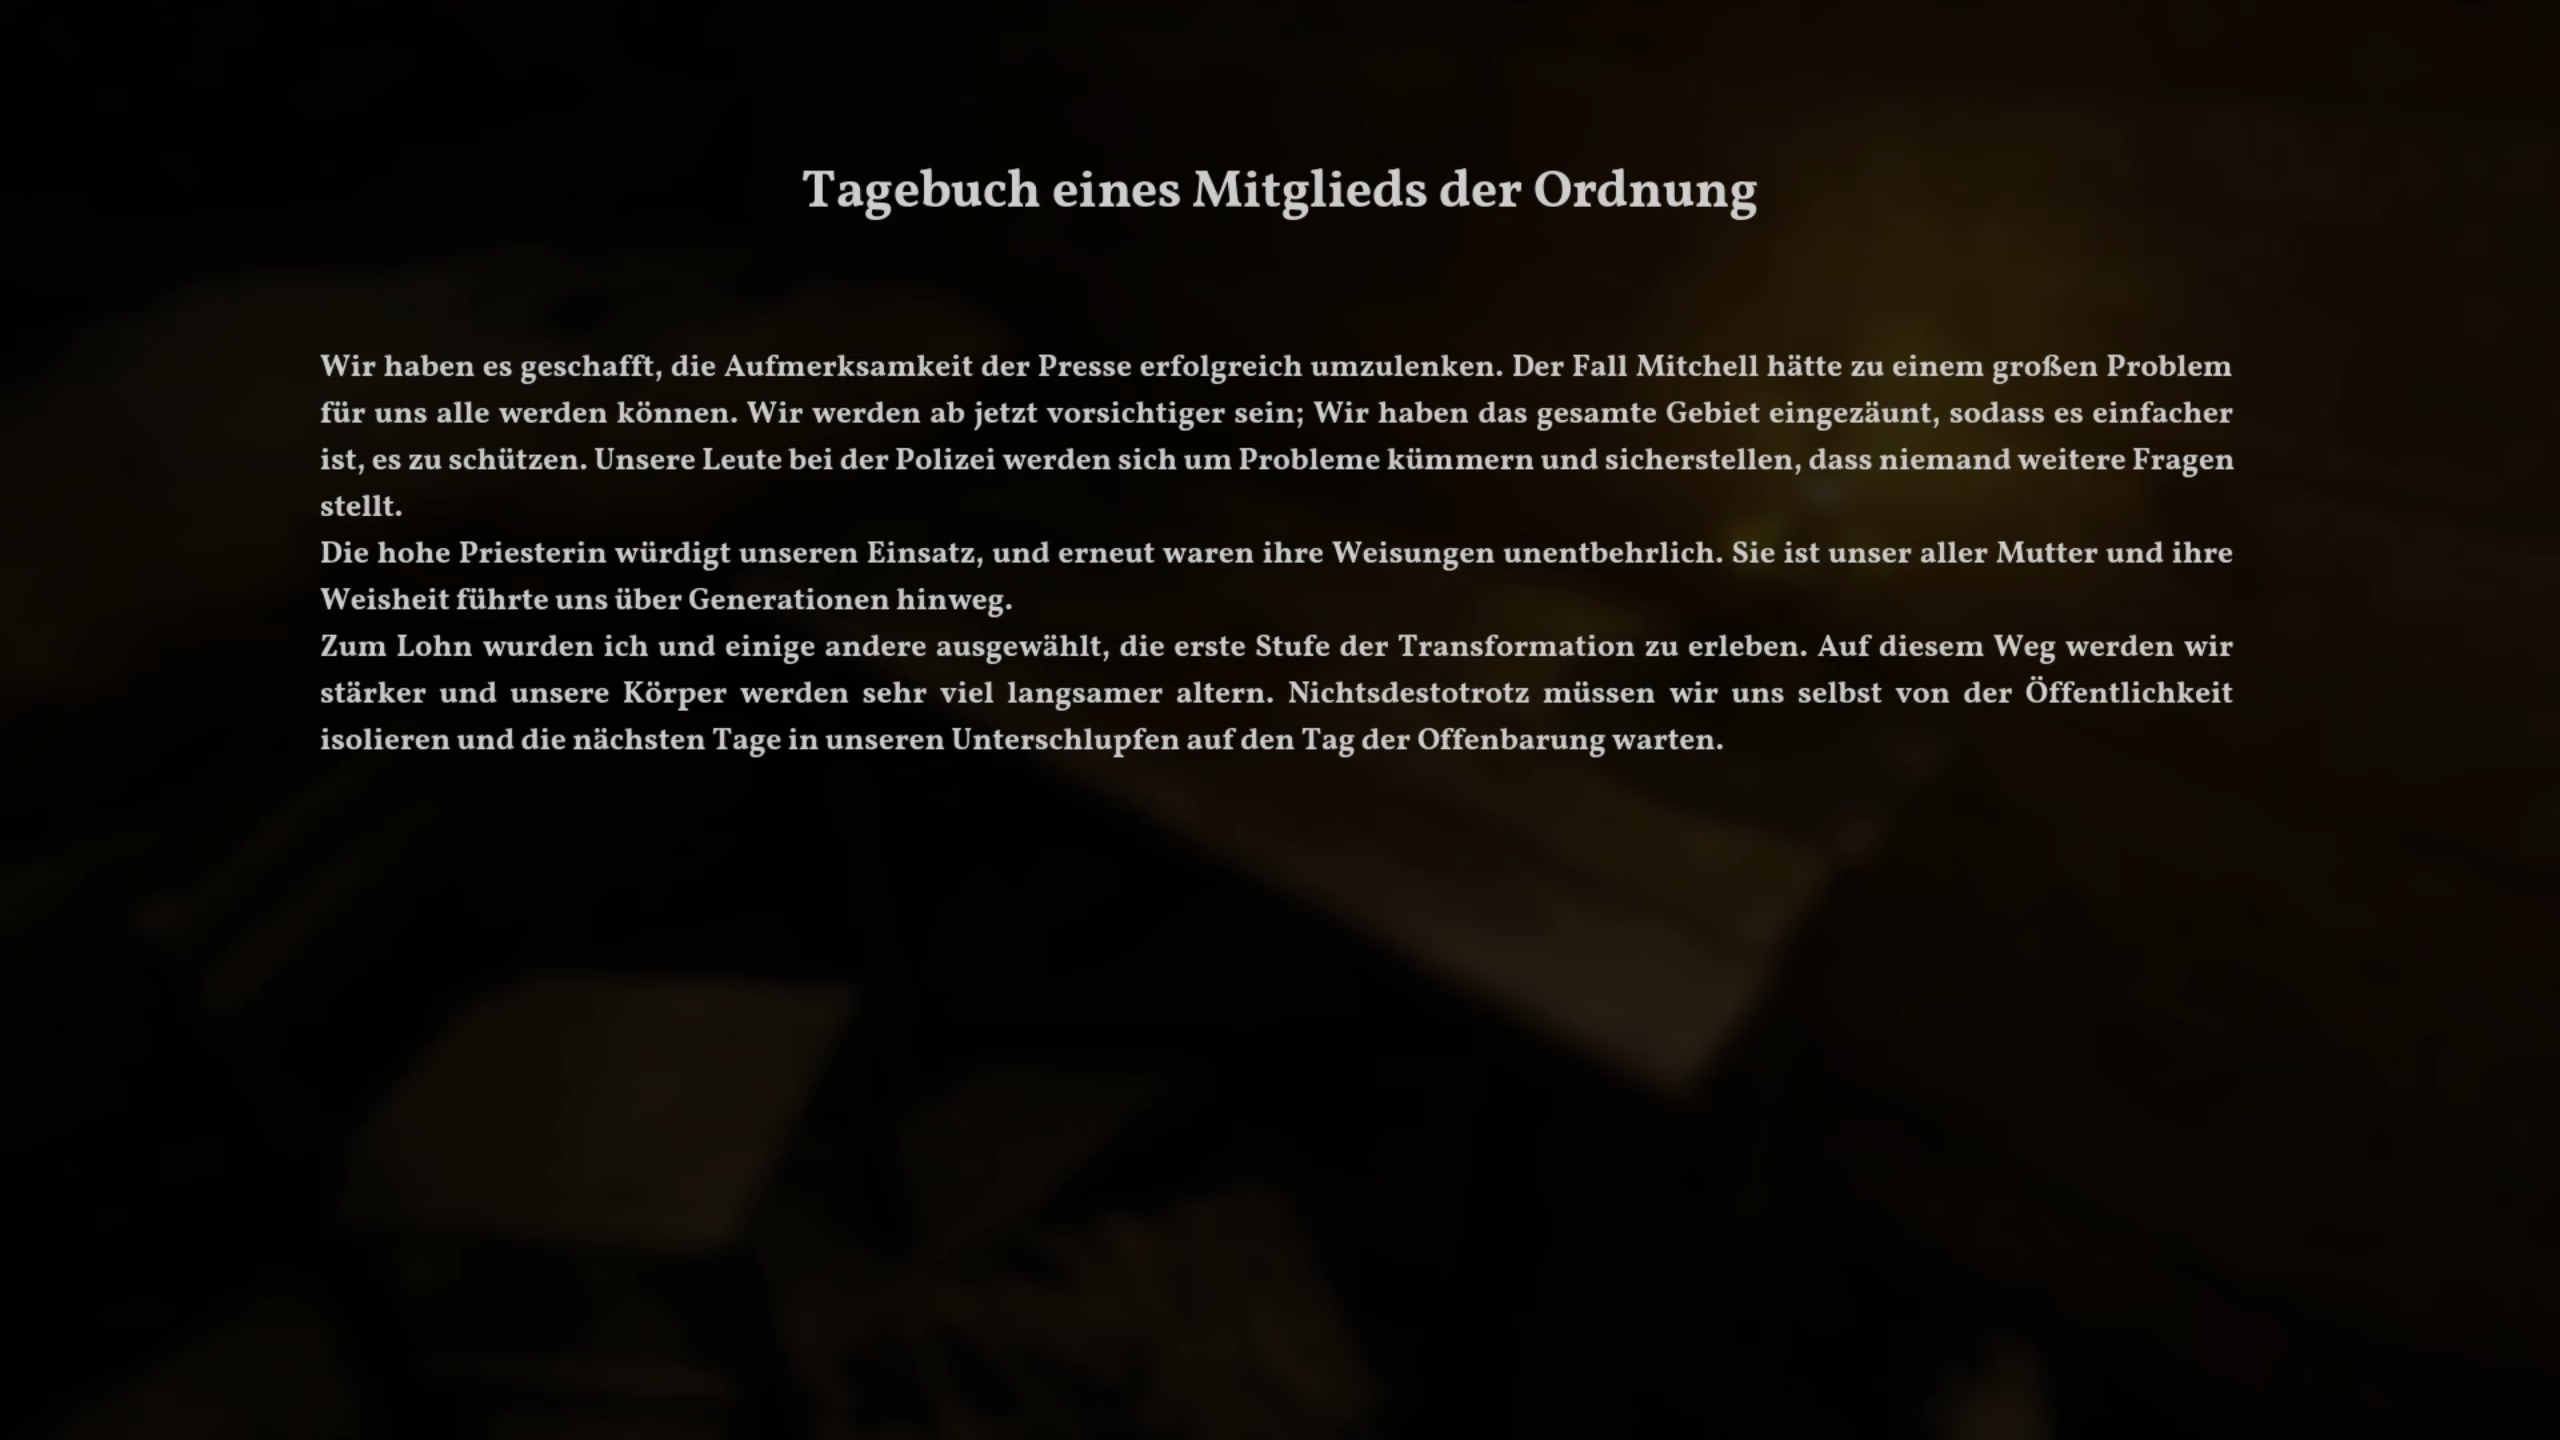 Tagebuch eines Mitglieds der Ordnung
Wir haben es geschafft, die Aufmerksamkeit der Presse erfolgreich umzulenken. Der Fall Mitchell hätte zu einem großen Problem
für uns alle werden können. Wir werden ab jetzt vorsichtiger sein; Wir haben das gesamte Gebiet eingezäunt, sodass es einfacher
ist, es zu schützen. Unsere Leute bei der Polizei werden sich um Probleme kümmern und sicherstellen, dass niemand weitere Fragen
stellt.
Die hohe Priesterin würdigt unseren Einsatz, und erneut waren ihre Weisungen unentbehrlich. Sie ist unser aller Mutter und ihre
Weisheit führte uns über Generationen hinweg.
Zum Lohn wurden ich und einige andere ausgewählt, die erste Stufe der Transformation zu erleben. Auf diesem Weg werden wir
stärker und unsere Körper werden sehr viel langsamer altern. Nichtsdestotrotz müssen wir uns selbst von der Öffentlichkeit
isolieren und die nächsten Tage in unseren Unterschlupfen auf den Tag der Offenbarung warten.